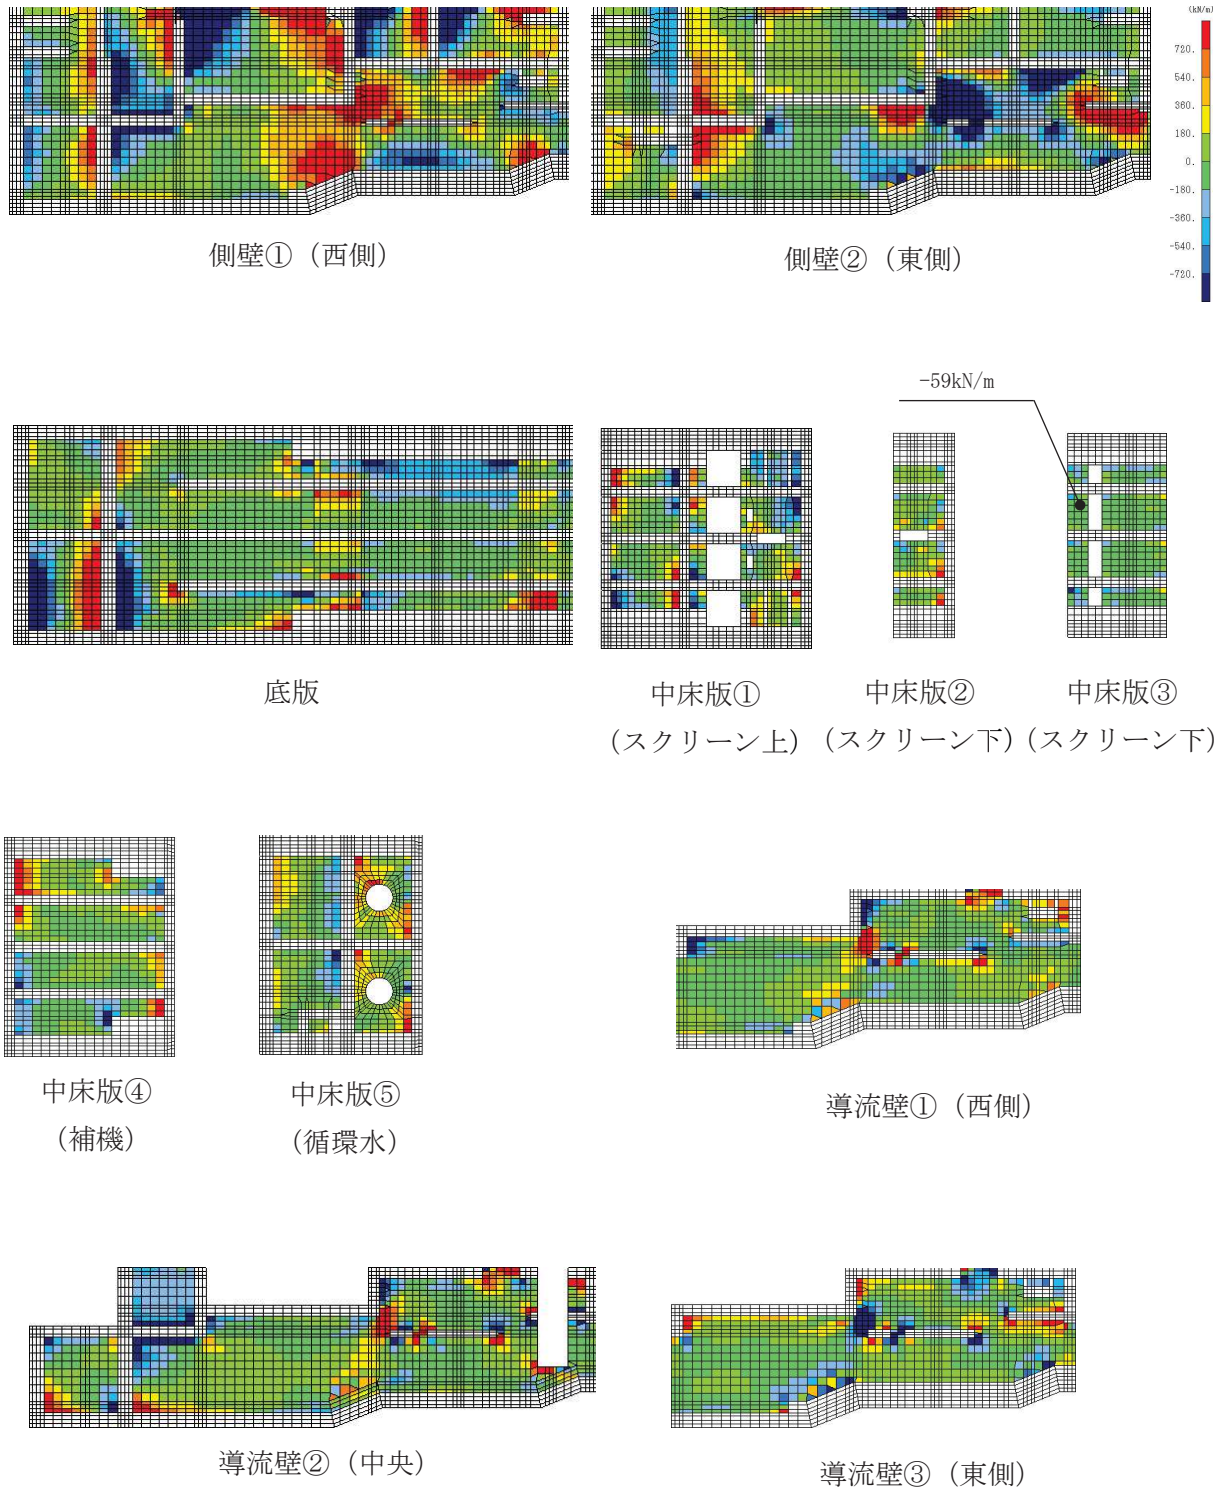 (kN/m)
720.
540.
360.
180.
0.
-180.
-360.
-540.
-720.
側壁①（西側）
側壁②（東側）
-59kN/m
底版
中床版①
（スクリーン上）
中床版②
（スクリーン下）
中床版③
（スクリーン下）
中床版④
（補機）
中床版⑤
（循環水）
導流壁①（西側）
導流壁②（中央）
導流壁③（東側）